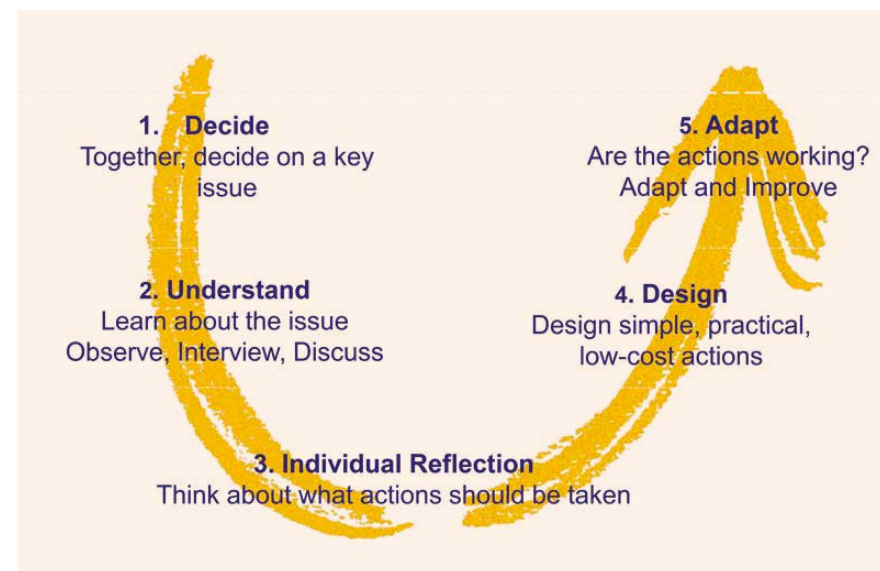 1. Decide
Together, decide on a key
issue
2. Understand
Learn about the issue
Observe, Interview, Discuss
3. Individual Reflection
Think about what actions should be taken
4. Design
Design simple, practical,
low-cost actions
5. Adapt
Are the actions working?
Adapt and Improve